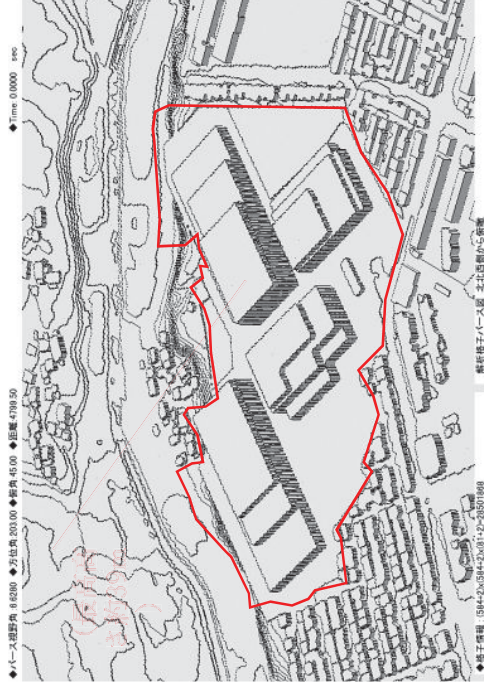 ◆パース視野角: 6.6280 ◆方位角: 203.00 ◆俯角: 45.00 ◆距離: 4799.50 ◆Time: 0.0000 sec
◆格子情報 : (584+2)x(584+2)x(81+2)=28501868
解析格子パース図 北北西側から俯瞰